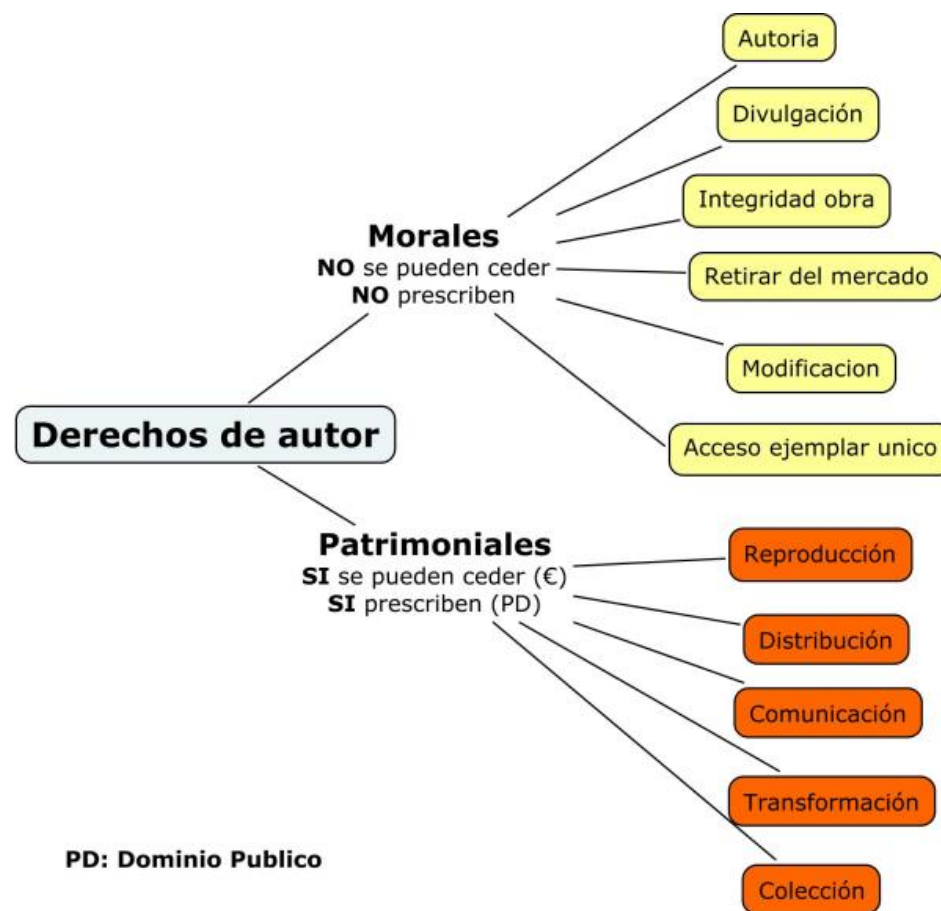 Autoria
Divulgación
Integridad obra
Morales
NO se pueden ceder
NO prescriben
Retirar del mercado
Modificacion
Derechos de autor
Acceso ejemplar unico
Patrimoniales
SI se pueden ceder (€)
SI prescriben (PD)
Reproducción
Distribución
Comunicación
Transformación
Colección
PD: Dominio Publico